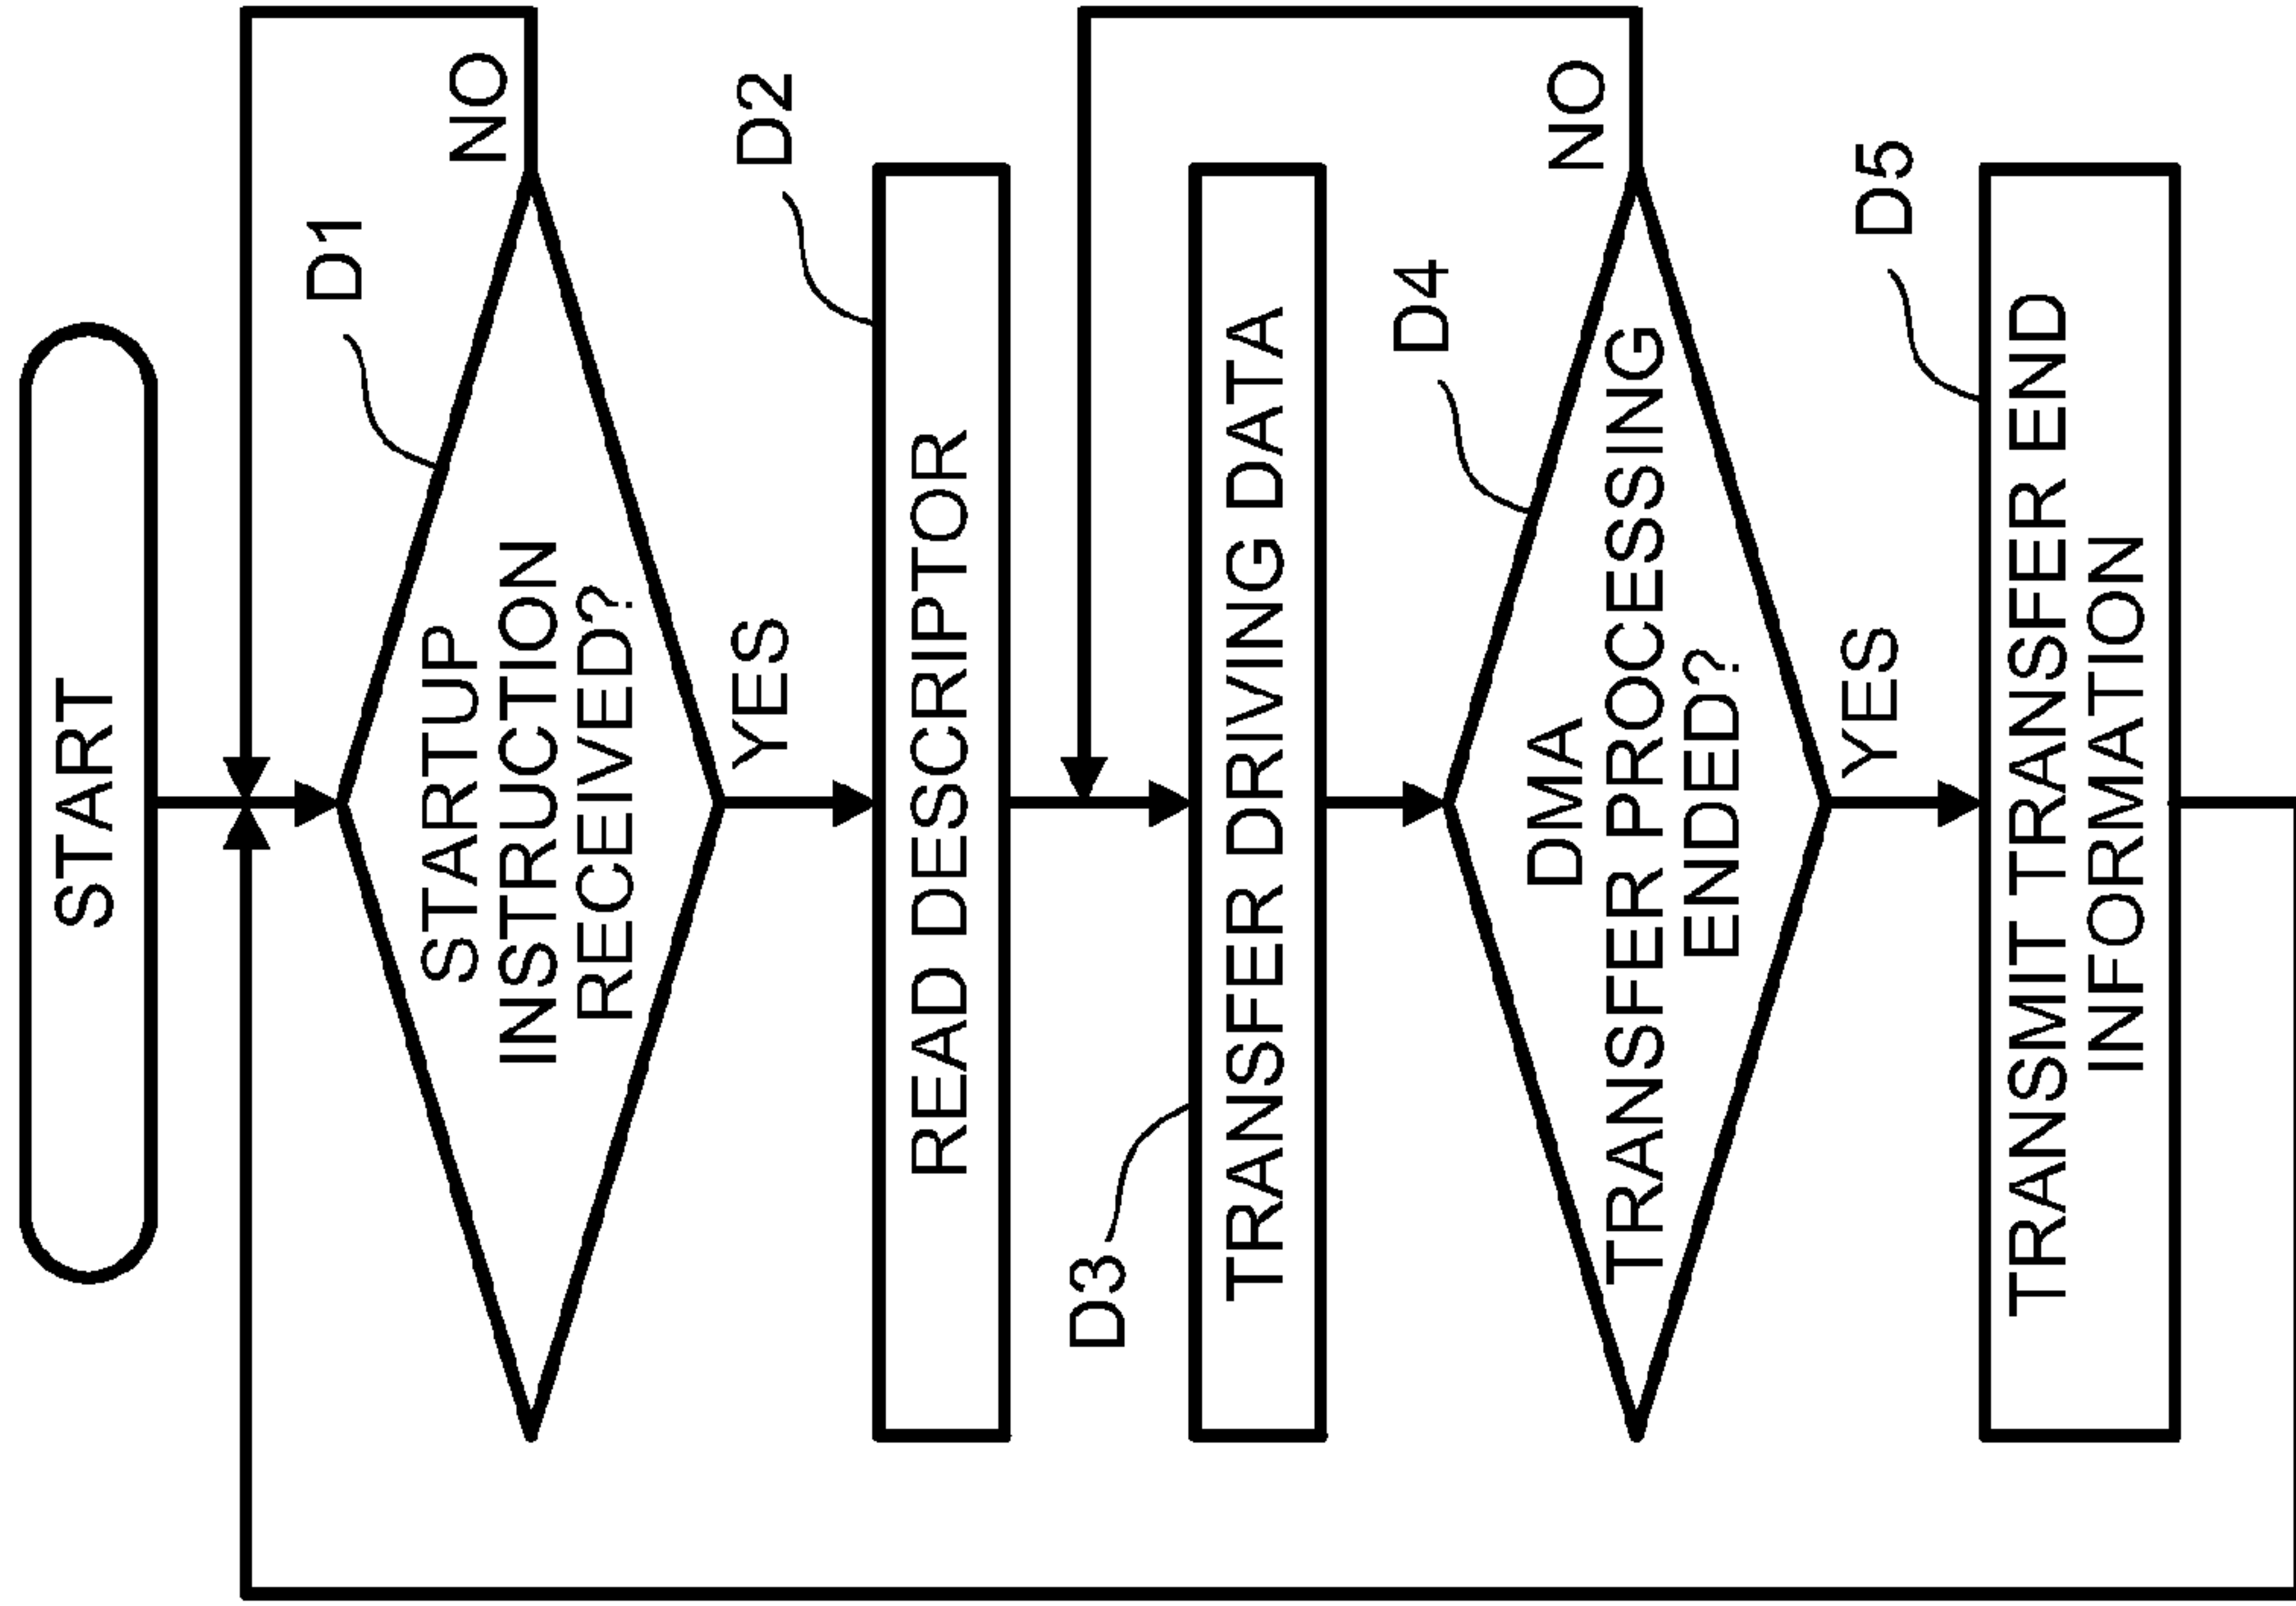 START
D1
STARTUP
INSTRUCTION
RECEIVED?
NO
YES
D2
READ DESCRIPTOR
D3
TRANSFER DRIVING DATA
D4
DMA
TRANSFER PROCESSING
ENDED?
NO
YES
D5
TRANSMIT TRANSFER END
INFORMATION